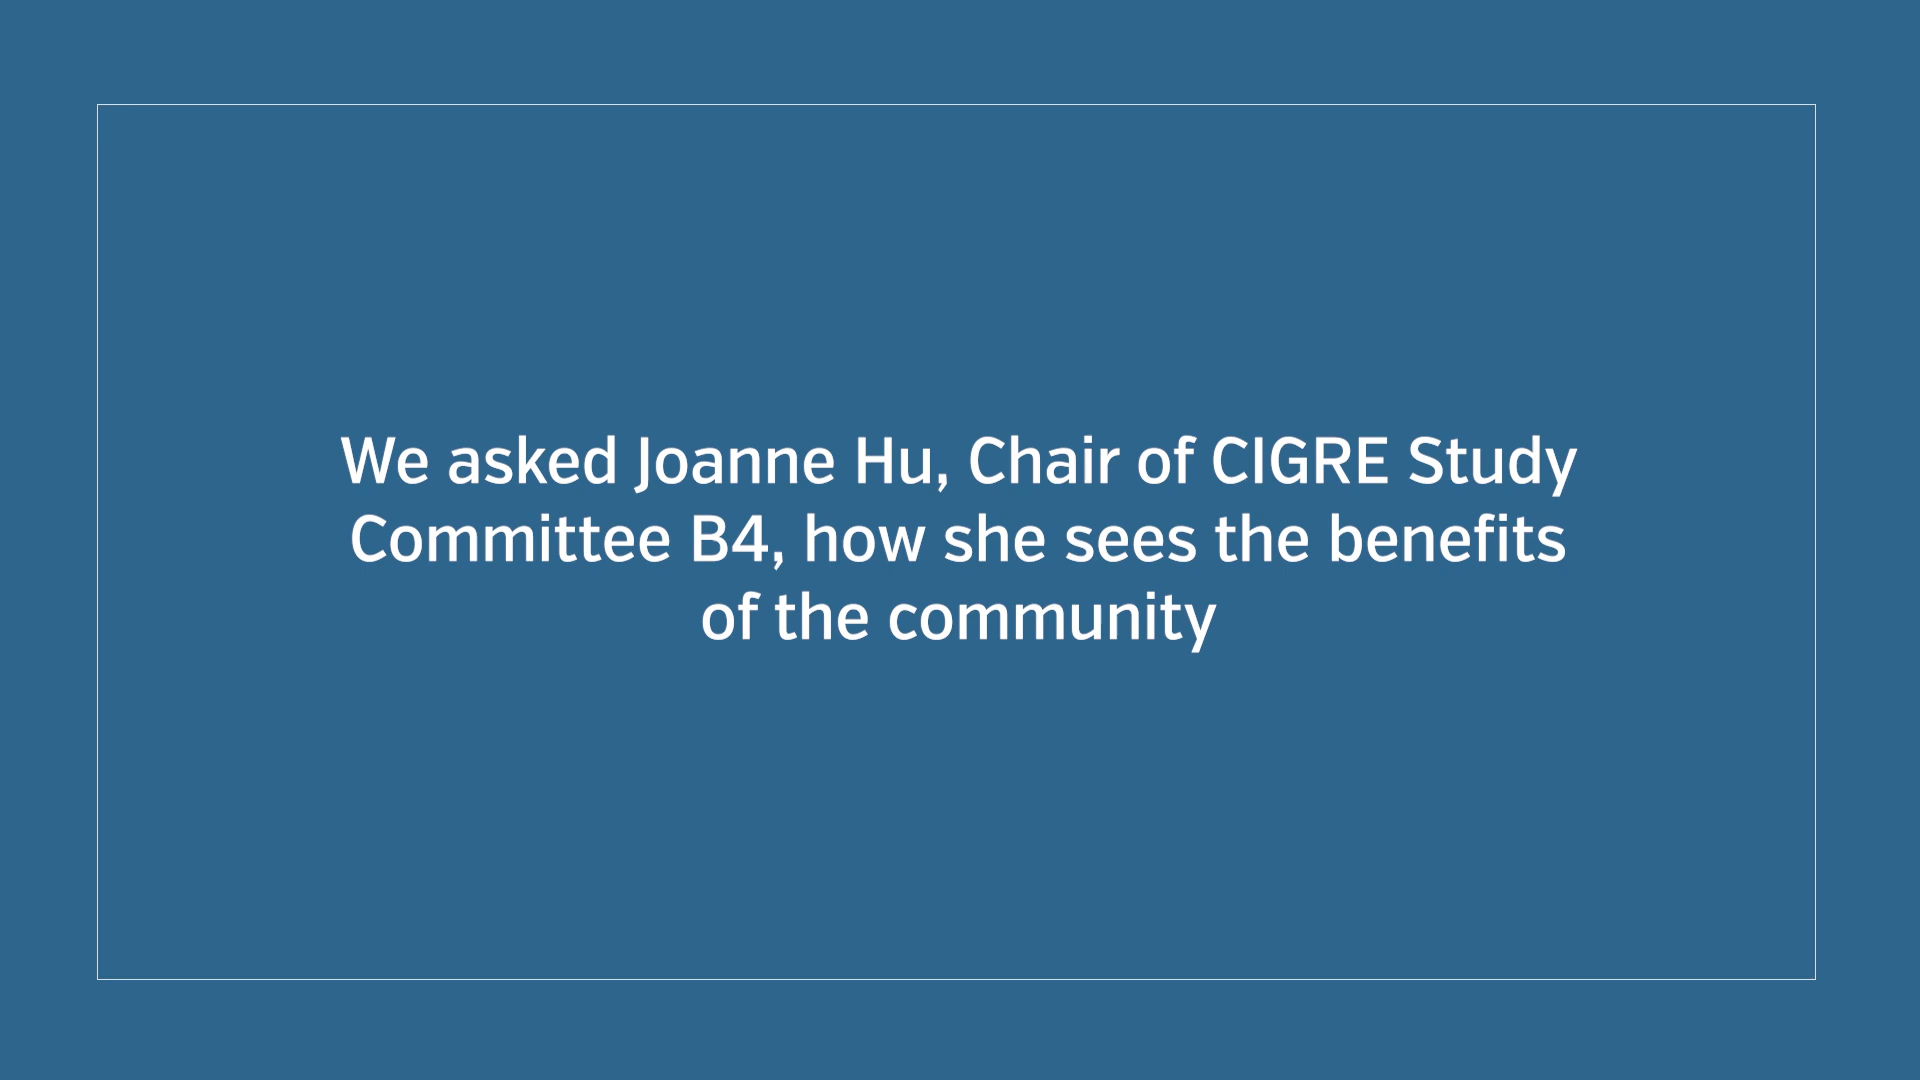 We asked Joanne Hu, Chair of CIGRE Study
Committee B4, how she sees the benefits
of the community